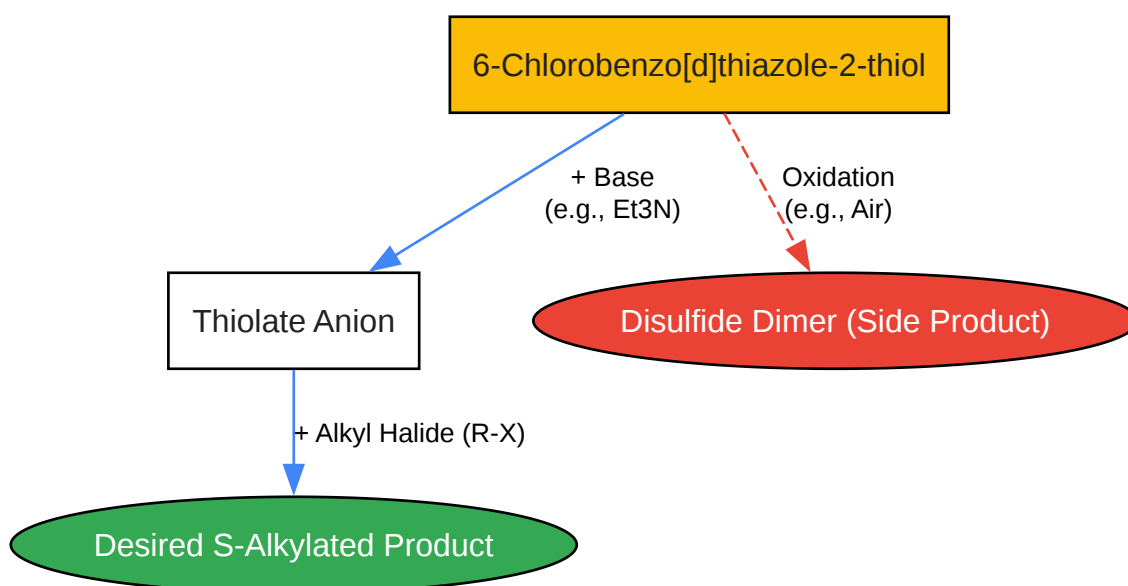 6-Chlorobenzo[d]thiazole-2-thiol
+ Base
(e.g., Et3N)
Oxidation
(e.g., Air)
Thiolate Anion
Disulfide Dimer (Side Product)
+ Alkyl Halide (R-X)
Desired S-Alkylated Product